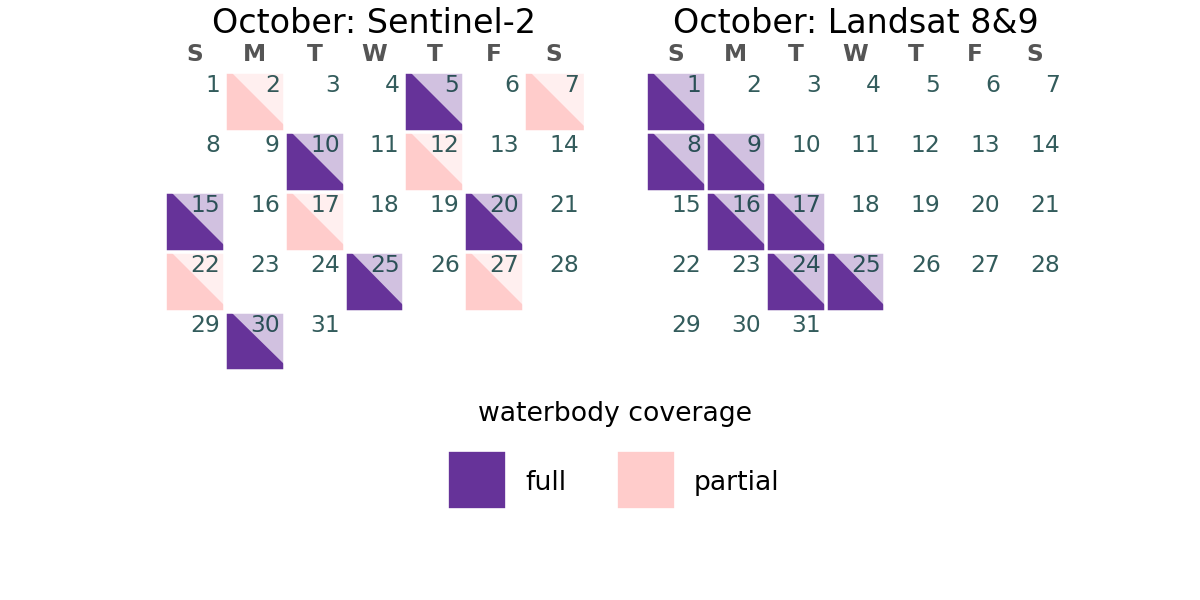 October: Sentinel-2
S M T W T F S
1 2 3 4 5 6 7
8 9 10 11 12 13 14
15 16 17 18 19 20 21
22 23 24 25 26 27 28
29 30 31
October: Landsat 8&9
S M T W T F S
1 2 3 4 5 6 7
8 9 10 11 12 13 14
15 16 17 18 19 20 21
22 23 24 25 26 27 28
29 30 31
waterbody coverage
full partial